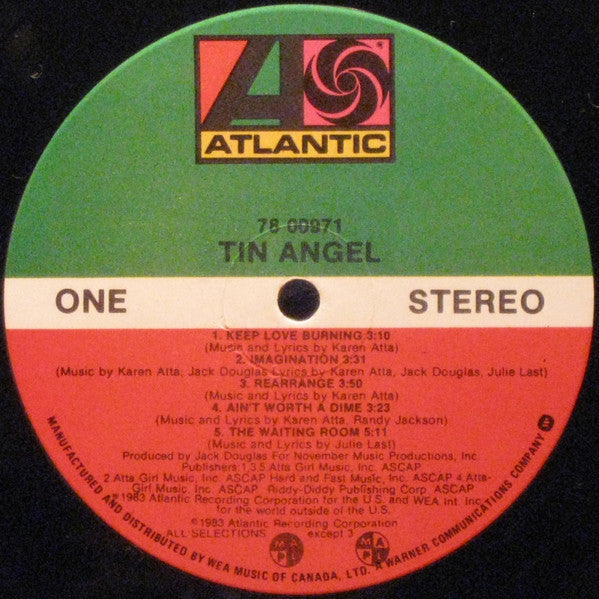 ATLANTIC
78 00971
TIN ANGEL
ONE
STEREO
1. KEEP LOVE BURNING 3:10
(Music and Lyrics by Karen Atta)
2. IMAGINATION 3:31
(Music by Karen Atta, Jack Douglas Lyrics by Karen Atta, Jack Douglas, Julie Last)
3. REARRANGE 3:50
(Music and Lyrics by Karen Atta)
4. AIN'T WORTH A DIME 3:23
(Music and Lyrics by Karen Atta, Randy Jackson)
5. THE WAITING ROOM 5:11
(Music and Lyrics by Julie Last)
Produced by Jack Douglas For November Music Productions, Inc.
Publishers: 1,3,5 Atta Girl Music, Inc. ASCAP
2.Atta Girl Music, Inc. ASCAP Hard and Fast Music, Inc. ASCAP 4.Atta-
Girl Music, Inc. ASCAP. Riddy-Diddy Publishing Corp. ASCAP
℗1983 Atlantic Recording Corporation for the U.S. and WEA Int. Inc.
for the world outside of the U.S.
©1983 Atlantic Recording Corporation
ALL SELECTIONS except 3
MAPL MAPL
MANUFACTURED AND DISTRIBUTED BY WEA MUSIC OF CANADA, LTD. A WARNER COMMUNICATIONS COMPANY